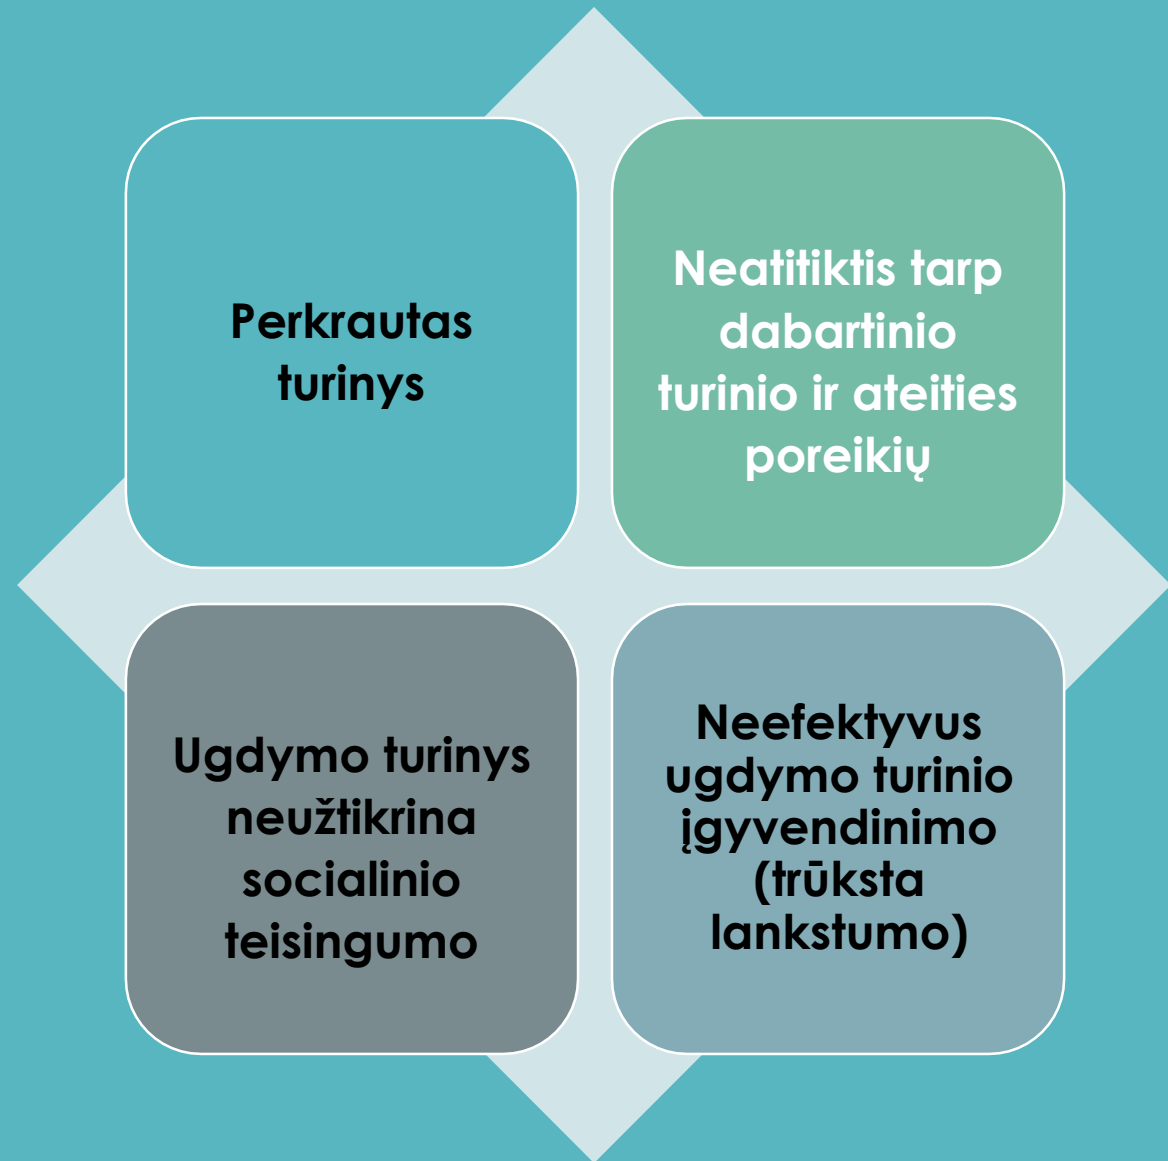 Perkrautas
turinys
Neatitiktis tarp
dabartinio
turinio ir ateities
poreikių
Ugdymo turinys
neužtikrina
socialinio
teisingumo
Neefektyvus
ugdymo turinio
įgyvendinimo
(trūksta
lankstumo)